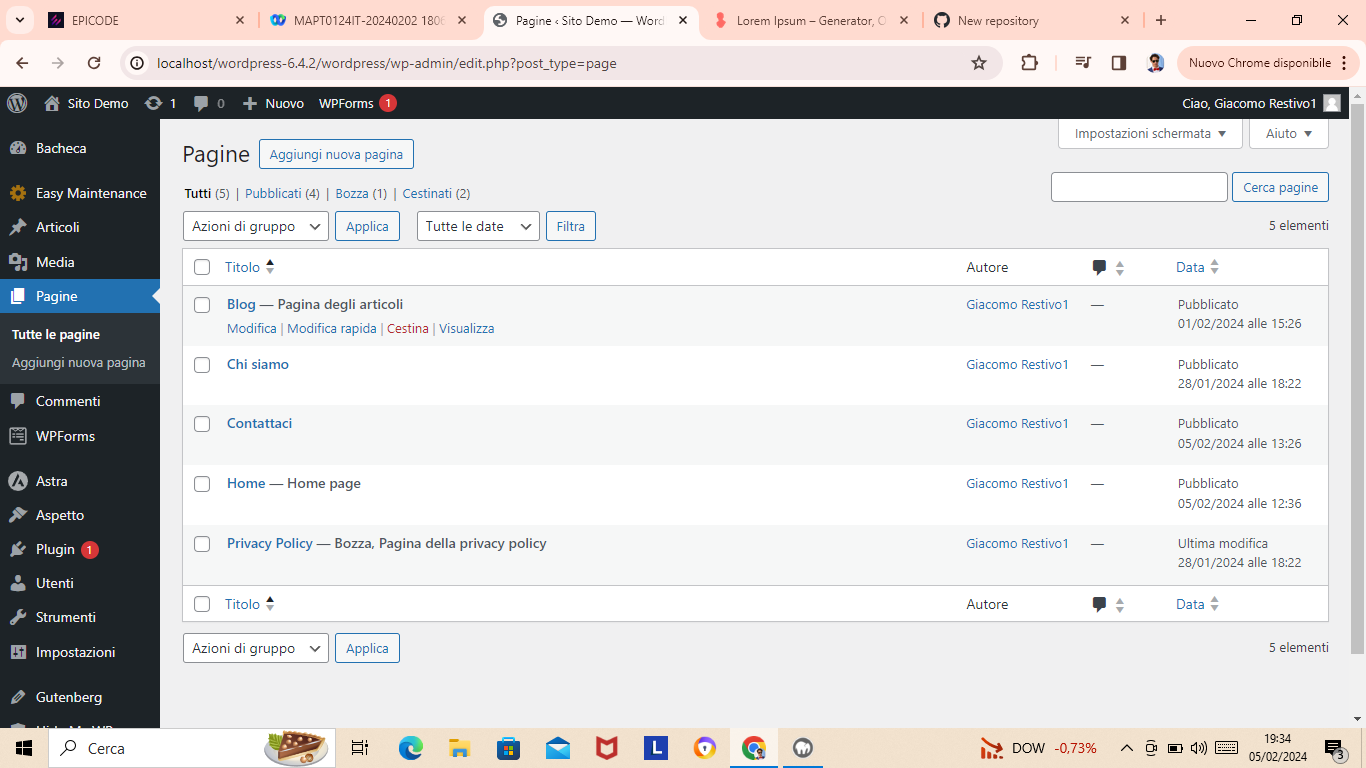 EPICODE
MAPT0124IT-20240202 1806
Pagine ‹ Sito Demo — Word
Lorem Ipsum – Generator, O
New repository
localhost/wordpress-6.4.2/wordpress/wp-admin/edit.php?post_type=page
Nuovo Chrome disponibile
Sito Demo
1
0
Nuovo
WPForms 1
Ciao, Giacomo Restivo1
Bacheca
Easy Maintenance
Articoli
Media
Pagine
Tutte le pagine
Aggiungi nuova pagina
Commenti
WPForms
Astra
Aspetto
Plugin 1
Utenti
Strumenti
Impostazioni
Gutenberg
Impostazioni schermata
Aiuto
Pagine
Aggiungi nuova pagina
Tutti (5) | Pubblicati (4) | Bozza (1) | Cestinati (2)
Cerca pagine
Azioni di gruppo
Applica
Tutte le date
Filtra
5 elementi
Titolo
Autore
Data
Blog — Pagina degli articoli
Modifica | Modifica rapida | Cestina | Visualizza
Giacomo Restivo1
—
Pubblicato
01/02/2024 alle 15:26
Chi siamo
Giacomo Restivo1
—
Pubblicato
28/01/2024 alle 18:22
Contattaci
Giacomo Restivo1
—
Pubblicato
05/02/2024 alle 13:26
Home — Home page
Giacomo Restivo1
—
Pubblicato
05/02/2024 alle 12:36
Privacy Policy — Bozza, Pagina della privacy policy
Giacomo Restivo1
—
Ultima modifica
28/01/2024 alle 18:22
Titolo
Autore
Data
Azioni di gruppo
Applica
5 elementi
Cerca
L
DOW -0,73%
19:34
05/02/2024
3